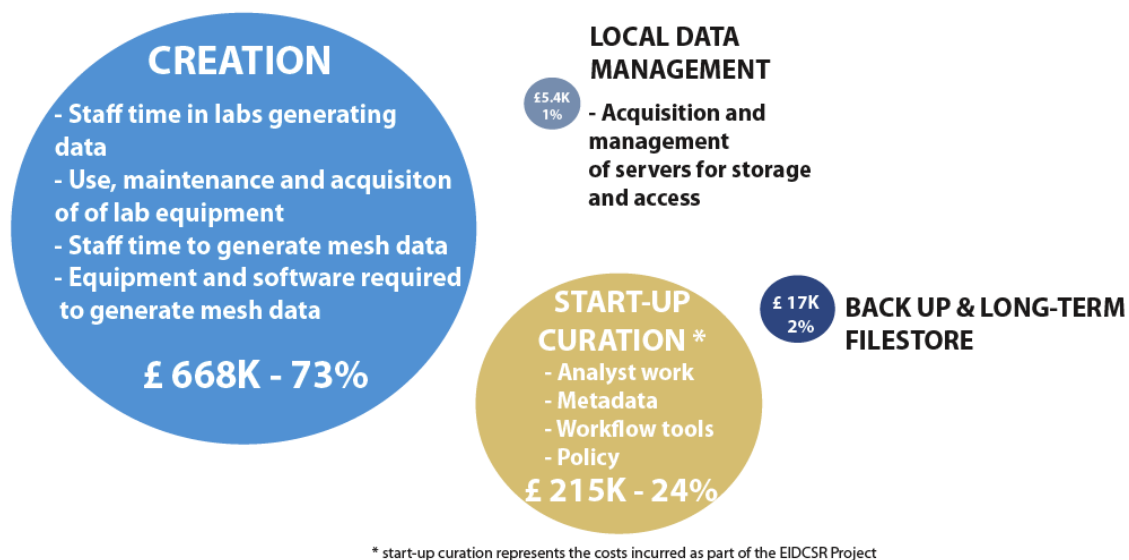 CREATION
- Staff time in labs generating
data
- Use, maintenance and acquisiton
of of lab equipment
- Staff time to generate mesh data
- Equipment and software required
to generate mesh data
£ 668K - 73%
LOCAL DATA
MANAGEMENT
£5.4K
1%
- Acquisition and
management
of servers for storage
and access
START-UP
CURATION *
- Analyst work
- Metadata
- Workflow tools
- Policy
£ 215K - 24%
£ 17K
2%
BACK UP & LONG-TERM
FILESTORE
* start-up curation represents the costs incurred as part of the EIDCSR Project